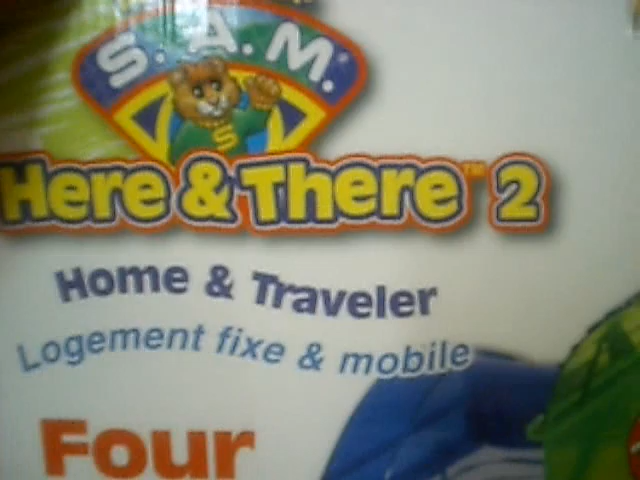 S.A.M.
S
Here & There™ 2
Home & Traveler
Logement fixe & mobile
Four